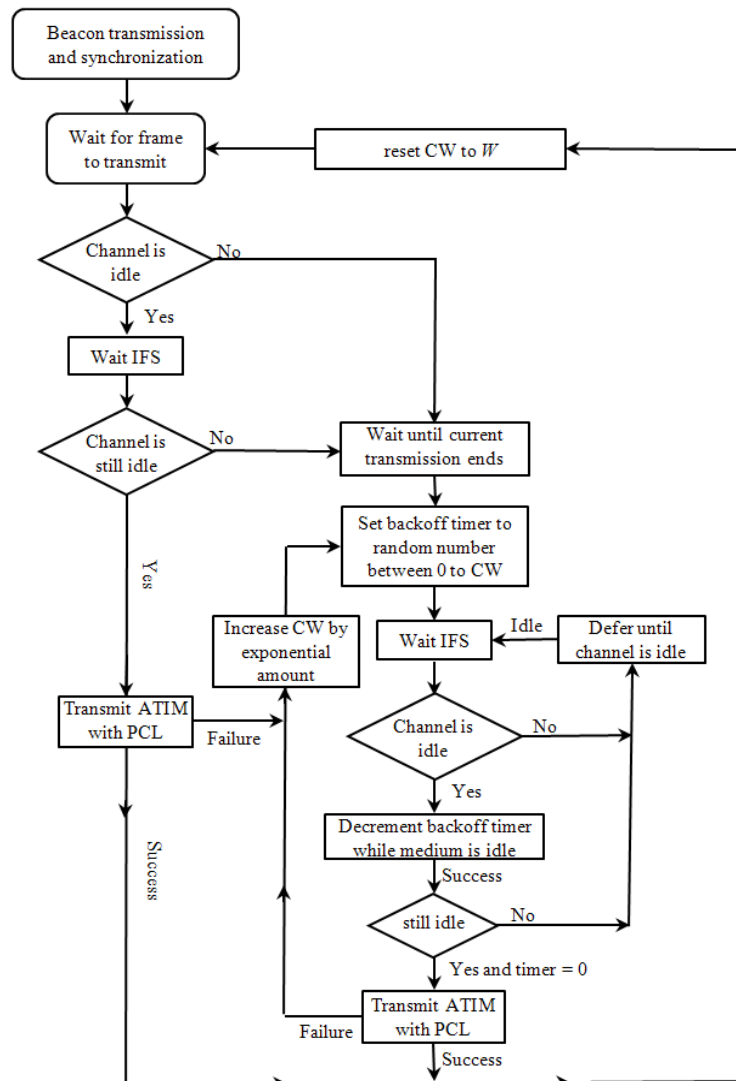 Beacon transmission
and synchronization
Wait for frame
to transmit
reset CW to W
Channel is
idle
No
Yes
Wait IFS
Channel is
still idle
No
Wait until current
transmission ends
Yes
Set backoff timer to
random number
between 0 to CW
Increase CW by
exponential
amount
Wait IFS
Idle
Defer until
channel is idle
Transmit ATIM
with PCL
Failure
Channel is
idle
No
Yes
Decrement backoff timer
while medium is idle
Success
Success
still idle
No
Yes and timer = 0
Transmit ATIM
with PCL
Failure
Success